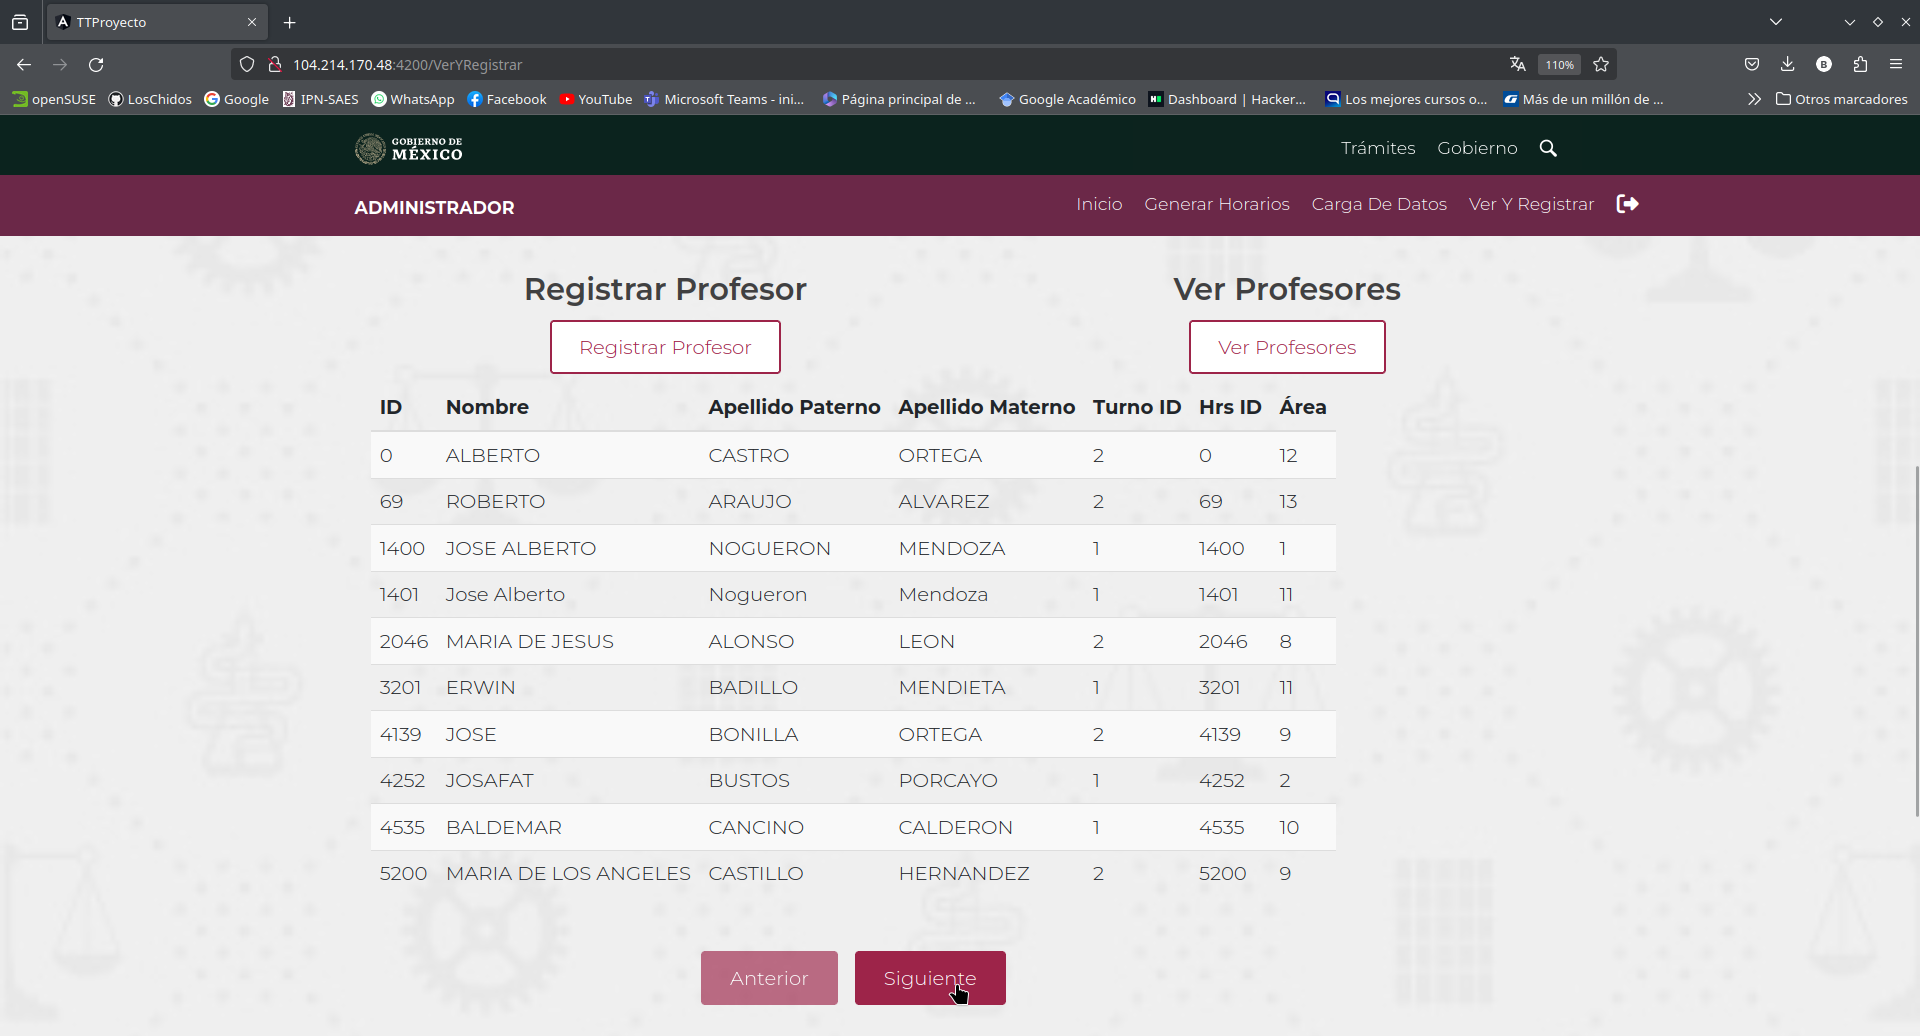 TTProyecto
104.214.170.48:4200/VerYRegistrar
110%
B
openSUSE LosChidos Google IPN-SAES WhatsApp Facebook YouTube Microsoft Teams - ini... Página principal de ... Google Académico Dashboard | Hacker... Los mejores cursos o... Más de un millón de ... Otros marcadores
GOBIERNO DE
MÉXICO
Trámites Gobierno
ADMINISTRADOR
Inicio Generar Horarios Carga De Datos Ver Y Registrar
Registrar Profesor Ver Profesores
Registrar Profesor Ver Profesores
ID Nombre Apellido Paterno Apellido Materno Turno ID Hrs ID Área
0 ALBERTO CASTRO ORTEGA 2 0 12
69 ROBERTO ARAUJO ALVAREZ 2 69 13
1400 JOSE ALBERTO NOGUERON MENDOZA 1 1400 1
1401 Jose Alberto Nogueron Mendoza 1 1401 11
2046 MARIA DE JESUS ALONSO LEON 2 2046 8
3201 ERWIN BADILLO MENDIETA 1 3201 11
4139 JOSE BONILLA ORTEGA 2 4139 9
4252 JOSAFAT BUSTOS PORCAYO 1 4252 2
4535 BALDEMAR CANCINO CALDERON 1 4535 10
5200 MARIA DE LOS ANGELES CASTILLO HERNANDEZ 2 5200 9
Anterior Siguiente